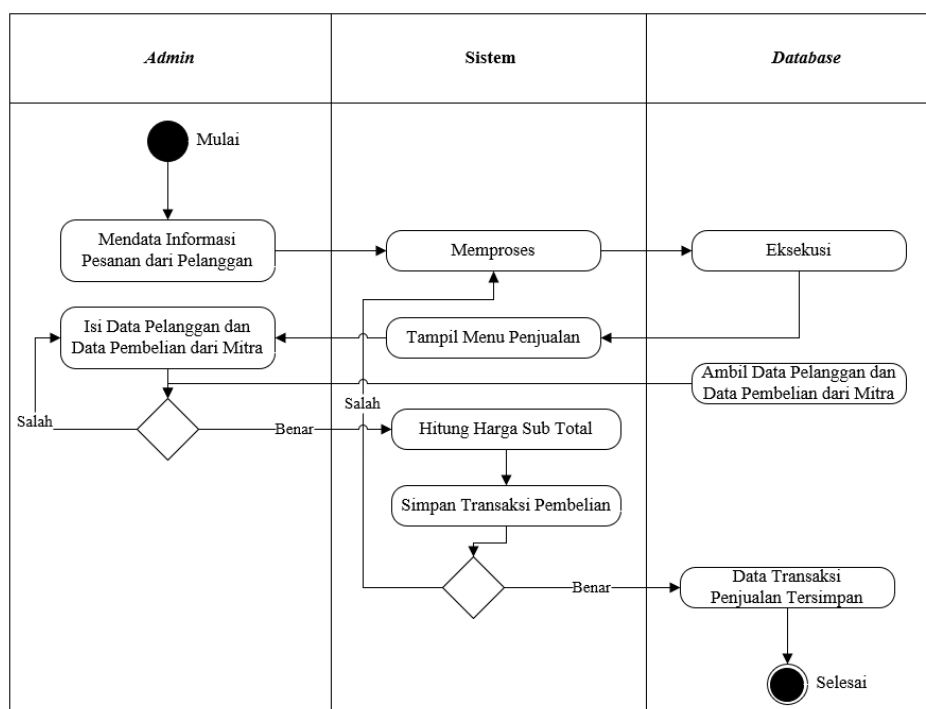 Admin
Sistem
Database
Mulai
Mendata Informasi
Pesanan dari Pelanggan
Memproses
Eksekusi
Isi Data Pelanggan dan
Data Pembelian dari Mitra
Tampil Menu Penjualan
Ambil Data Pelanggan dan
Data Pembelian dari Mitra
Salah
Salah
Benar
Hitung Harga Sub Total
Simpan Transaksi Pembelian
Benar
Data Transaksi
Penjualan Tersimpan
Selesai